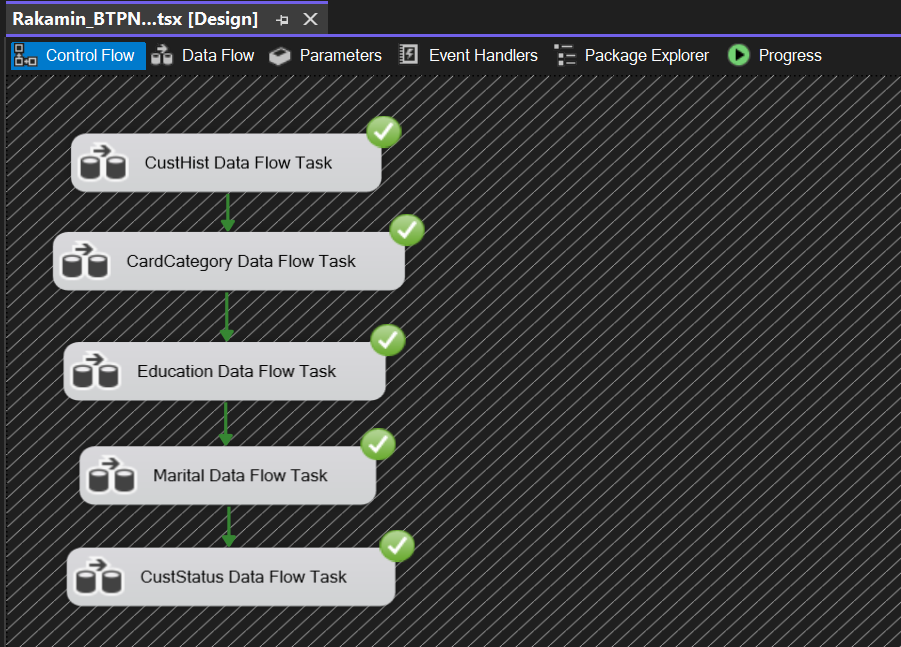 Rakamin_BTPN...tsx [Design]
Control Flow Data Flow Parameters Event Handlers Package Explorer Progress
CustHist Data Flow Task
CardCategory Data Flow Task
Education Data Flow Task
Marital Data Flow Task
CustStatus Data Flow Task